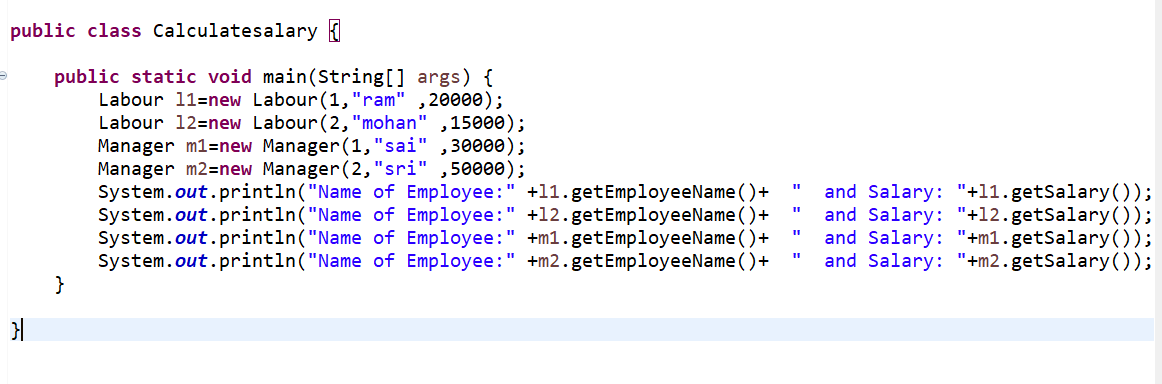 public class Calculatesalary {
public static void main(String[] args) {
Labour l1=new Labour(1,"ram" ,20000);
Labour l2=new Labour(2,"mohan" ,15000);
Manager m1=new Manager(1,"sai" ,30000);
Manager m2=new Manager(2,"sri" ,50000);
System.out.println("Name of Employee:" +l1.getEmployeeName()+  "  and Salary: "+l1.getSalary());
System.out.println("Name of Employee:" +l2.getEmployeeName()+  "  and Salary: "+l2.getSalary());
System.out.println("Name of Employee:" +m1.getEmployeeName()+  "  and Salary: "+m1.getSalary());
System.out.println("Name of Employee:" +m2.getEmployeeName()+  "  and Salary: "+m2.getSalary());
}
}